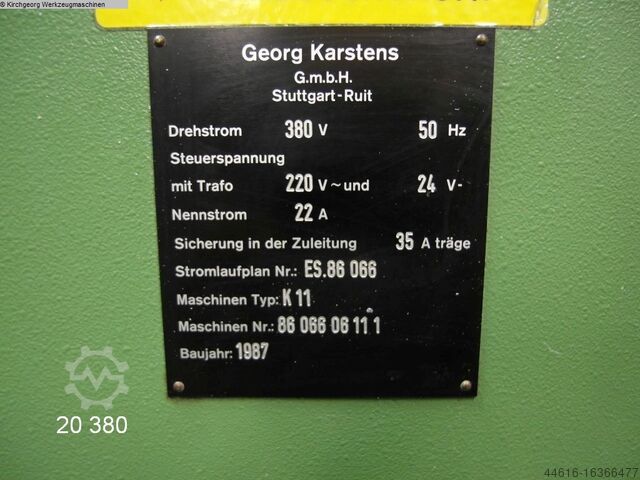 © Kirchgeorg Werkzeugmaschinen
Georg Karstens
G.m.b.H.
Stuttgart-Ruit
Drehstrom 380 V 50 Hz
Steuerspannung
mit Trafo 220 V~und 24 V-
Nennstrom 22 A
Sicherung in der Zuleitung 35 A träge
Stromlaufplan Nr.: ES.86 066
Maschinen Typ: K 11
Maschinen Nr.: 86 066 06 11 1
Baujahr: 1987
20 380
44616-16366477